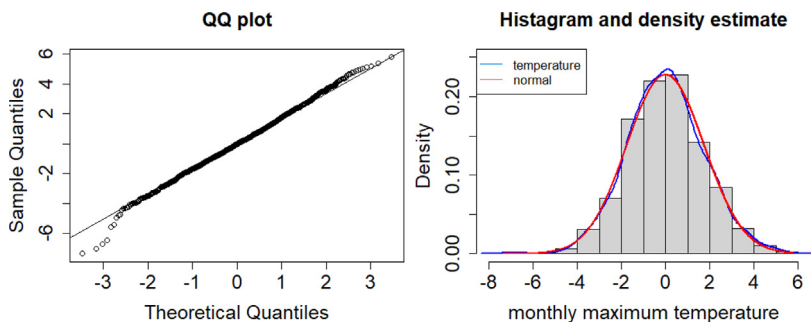 QQ plot
Sample Quantiles
6
4
2
-2
-6
-3
-2
-1
0
1
2
3
Theoretical Quantiles
Histogram and density estimate
temperature
normal
Density
0.20
0.10
0.00
-8
-6
-4
-2
0
2
4
6
monthly maximum temperature